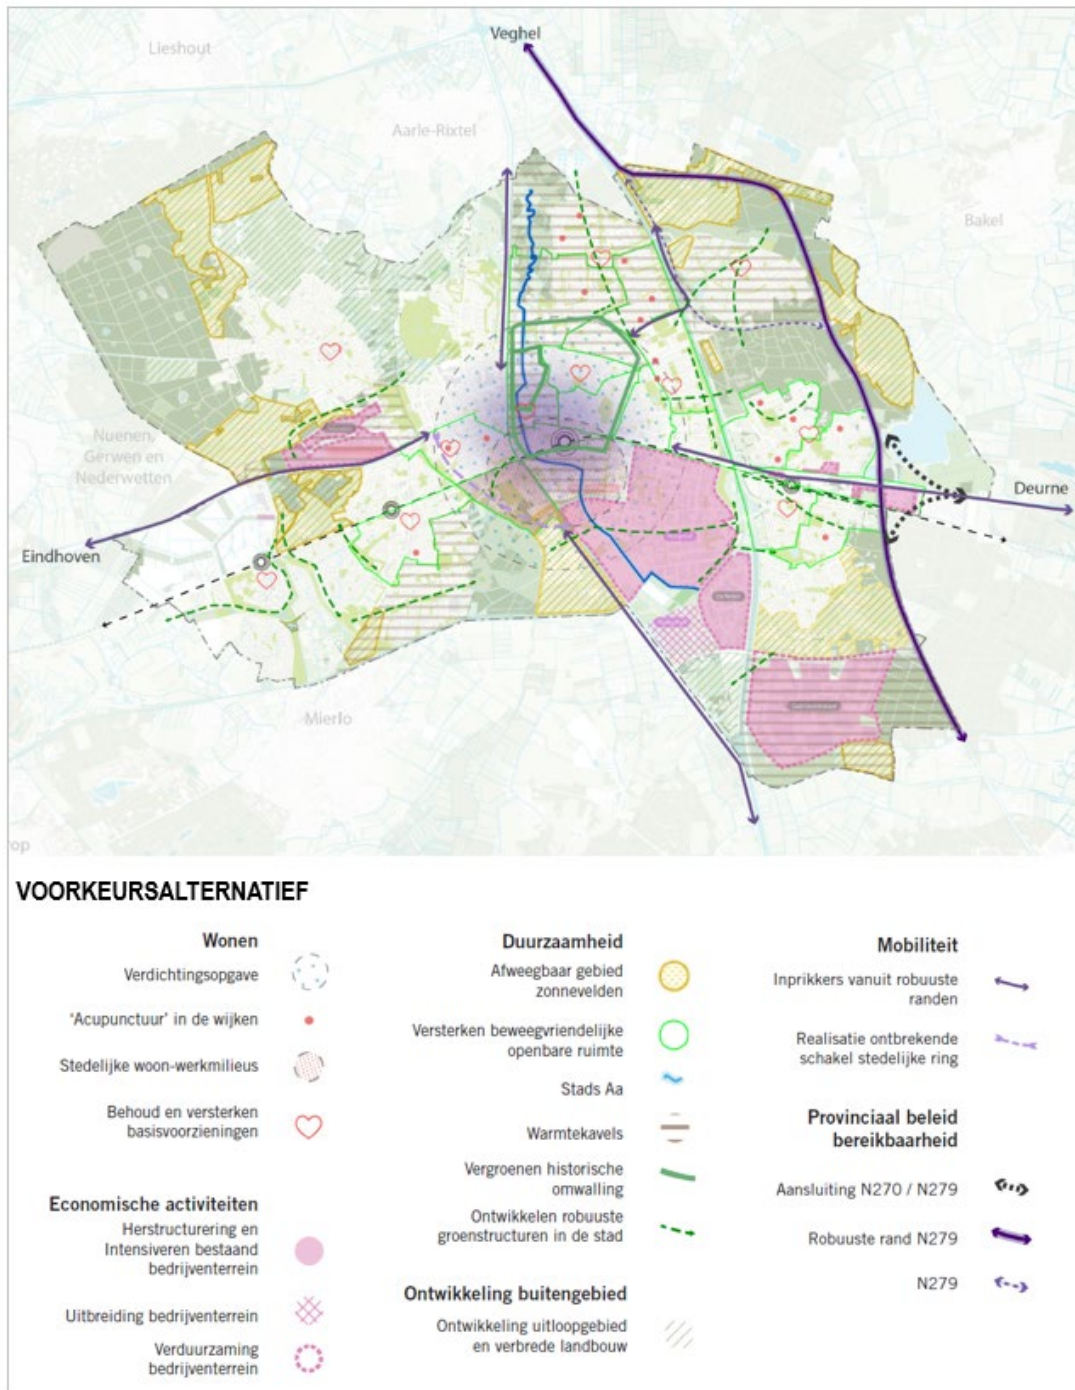 Veghel
Lieshout
Aarle-Rixtel
Bakel
Nuenen,
Gerwen en
Nederwetten
Deurne
Eindhoven
Mierlo
op
VOORKEURSALTERNATIEF
Wonen
Verdichtingsopgave
'Acupunctuur' in de wijken
Stedelijke woon-werkmilieus
Behoud en versterken
basisvoorzieningen
Economische activiteiten
Herstructurering en
Intensiveren bestaand
bedrijventerrein
Uitbreiding bedrijventerrein
Verduurzaming
bedrijventerrein
Duurzaamheid
Afweegbaar gebied
zonnevelden
Versterken beweegvriendelijke
openbare ruimte
Stads Aa
Warmtekavels
Vergroenen historische
omwalling
Ontwikkelen robuuste
groenstructuren in de stad
Ontwikkeling buitengebied
Ontwikkeling uitloopgebied
en verbrede landbouw
Mobiliteit
Inprikkers vanuit robuuste
randen
Realisatie ontbrekende
schakel stedelijke ring
Provinciaal beleid
bereikbaarheid
Aansluiting N270 / N279
Robuuste rand N279
N279